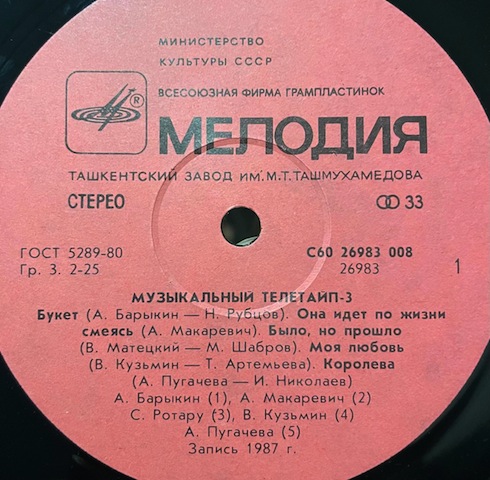 МИНИСТЕРСТВО
КУЛЬТУРЫ СССР
ВСЕСОЮЗНАЯ ФИРМА ГРАМПЛАСТИНОК
®
МЕЛОДИЯ
ТАШКЕНТСКИЙ ЗАВОД ИМ. М.Т. ТАШМУХАМЕДОВА
СТЕРЕО 33
ГОСТ 5289-80 С60 26983 008
Гр. 3. 2-25 26983 1
МУЗЫКАЛЬНЫЙ ТЕЛЕТАЙП-3
Букет (А. Барыкин — Н. Рубцов). Она идет по жизни
смеясь (А. Макаревич). Было, но прошло
(В. Матецкий — М. Шабров). Моя любовь
(В. Кузьмин — Т. Артемьева). Королева
(А. Пугачева — И. Николаев)
А. Барыкин (1), А. Макаревич (2)
С. Ротару (3), В. Кузьмин (4)
А. Пугачева (5)
Запись 1987 г.